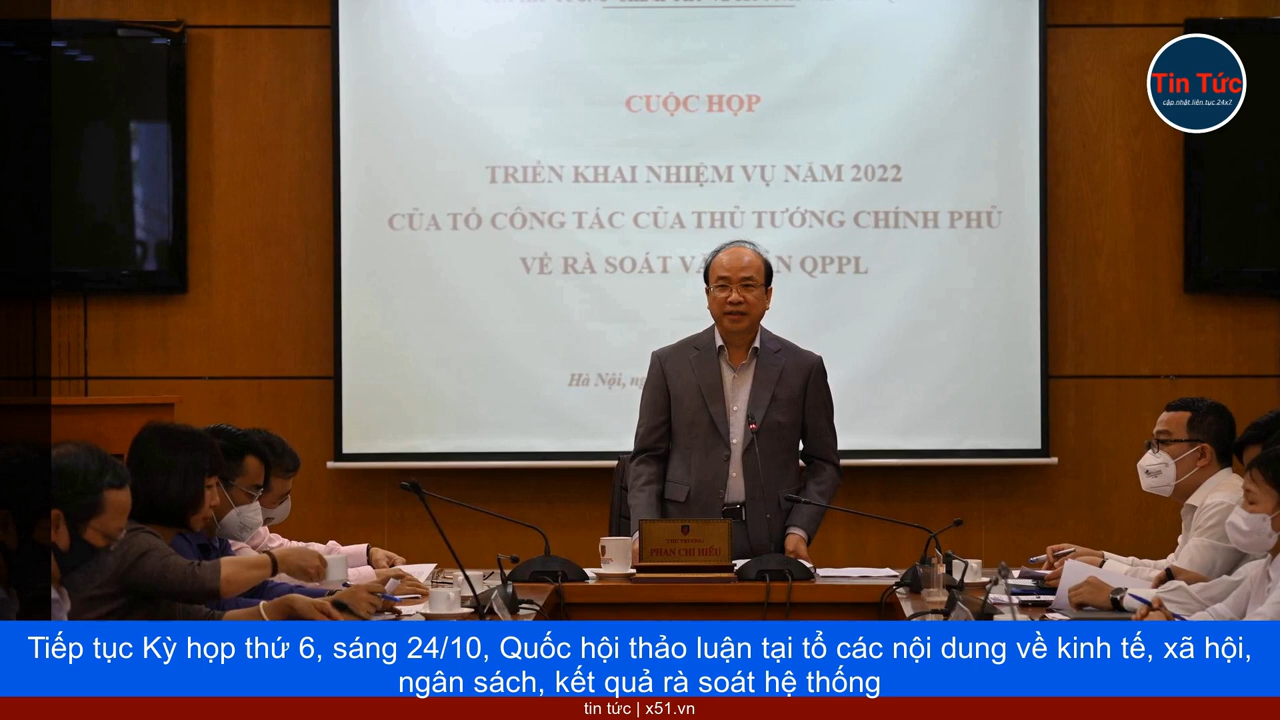 CUỘC HỌP
TRIỂN KHAI NHIỆM VỤ NĂM 2022
CỦA TỔ CÔNG TÁC CỦA THỦ TƯỚNG CHÍNH PHỦ
VỀ RÀ SOÁT QPPL
Hà Nội,
Tin Tức
cập nhật liên tục 24x7
THỨ TRƯỞNG
PHAN CHÍ HIẾU
Tiếp tục Kỳ họp thứ 6, sáng 24/10, Quốc hội thảo luận tại tổ các nội dung về kinh tế, xã hội,
ngân sách, kết quả rà soát hệ thống
tin tức | x51.vn